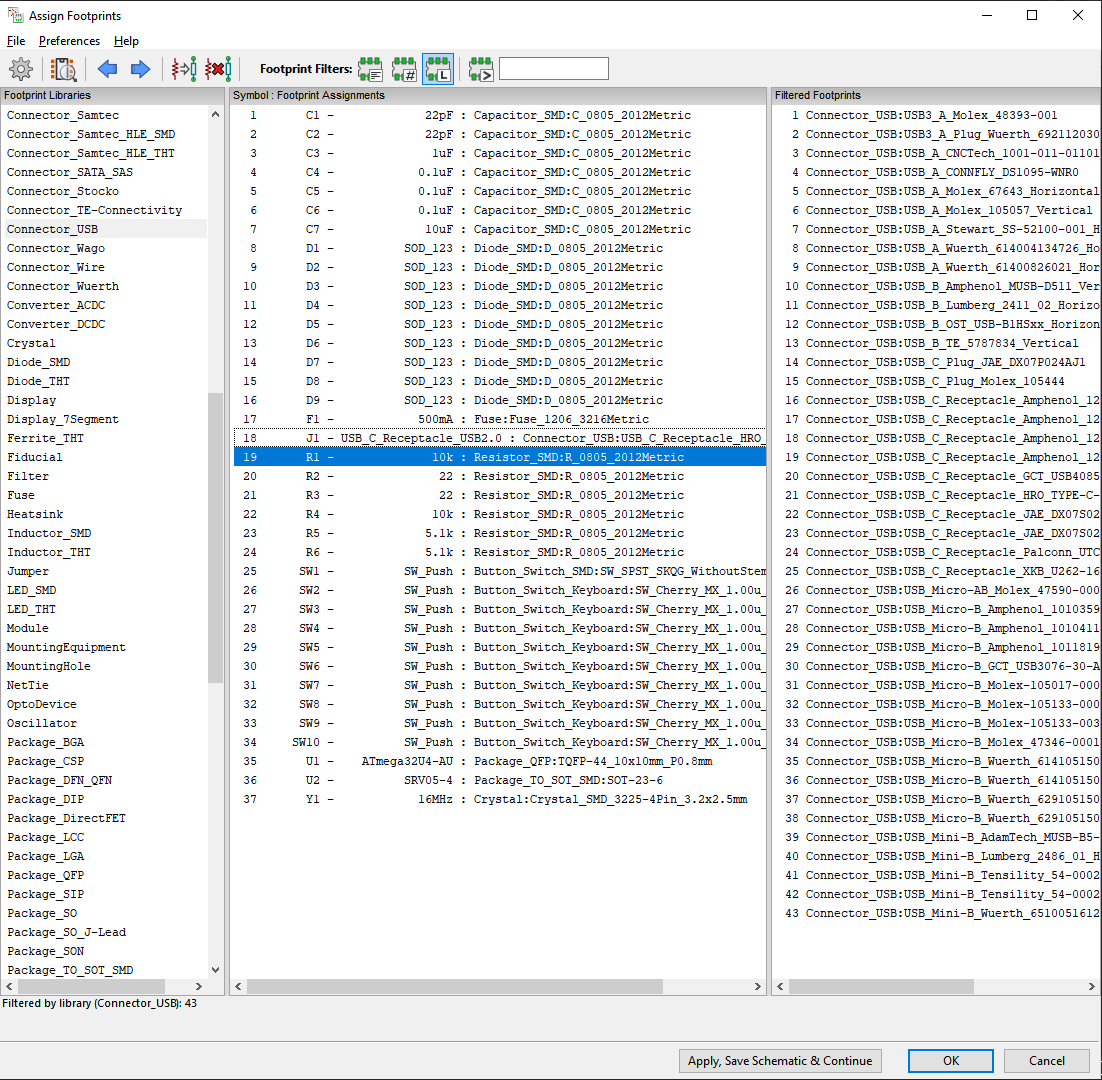 Assign Footprints
File Preferences Help
Footprint Filters:
Footprint Libraries
Connector_Samtec
Connector_Samtec_HLE_SMD
Connector_Samtec_HLE_THT
Connector_SATA_SAS
Connector_Stocko
Connector_TE-Connectivity
Connector_USB
Connector_Wago
Connector_Wire
Connector_Wuerth
Converter_ACDC
Converter_DCDC
Crystal
Diode_SMD
Diode_THT
Display
Display_7Segment
Ferrite_THT
Fiducial
Filter
Fuse
Heatsink
Inductor_SMD
Inductor_THT
Jumper
LED_SMD
LED_THT
Module
MountingEquipment
MountingHole
NetTie
OptoDevice
Oscillator
Package_BGA
Package_CSP
Package_DFN_QFN
Package_DIP
Package_DirectFET
Package_LCC
Package_LGA
Package_QFP
Package_SIP
Package_SO
Package_SO_J-Lead
Package_SON
Package_TO_SOT_SMD
Symbol : Footprint Assignments
1 C1 - 22pF : Capacitor_SMD:C_0805_2012Metric
2 C2 - 22pF : Capacitor_SMD:C_0805_2012Metric
3 C3 - 1uF : Capacitor_SMD:C_0805_2012Metric
4 C4 - 0.1uF : Capacitor_SMD:C_0805_2012Metric
5 C5 - 0.1uF : Capacitor_SMD:C_0805_2012Metric
6 C6 - 0.1uF : Capacitor_SMD:C_0805_2012Metric
7 C7 - 10uF : Capacitor_SMD:C_0805_2012Metric
8 D1 - SOD_123 : Diode_SMD:D_0805_2012Metric
9 D2 - SOD_123 : Diode_SMD:D_0805_2012Metric
10 D3 - SOD_123 : Diode_SMD:D_0805_2012Metric
11 D4 - SOD_123 : Diode_SMD:D_0805_2012Metric
12 D5 - SOD_123 : Diode_SMD:D_0805_2012Metric
13 D6 - SOD_123 : Diode_SMD:D_0805_2012Metric
14 D7 - SOD_123 : Diode_SMD:D_0805_2012Metric
15 D8 - SOD_123 : Diode_SMD:D_0805_2012Metric
16 D9 - SOD_123 : Diode_SMD:D_0805_2012Metric
17 F1 - 500mA : Fuse:Fuse_1206_3216Metric
18 J1 - USB_C_Receptacle_USB2.0 : Connector_USB:USB_C_Receptacle_HRO_
19 R1 - 10k : Resistor_SMD:R_0805_2012Metric
20 R2 - 22 : Resistor_SMD:R_0805_2012Metric
21 R3 - 22 : Resistor_SMD:R_0805_2012Metric
22 R4 - 10k : Resistor_SMD:R_0805_2012Metric
23 R5 - 5.1k : Resistor_SMD:R_0805_2012Metric
24 R6 - 5.1k : Resistor_SMD:R_0805_2012Metric
25 SW1 - SW_Push : Button_Switch_SMD:SW_SPST_SKQG_WithoutStem
26 SW2 - SW_Push : Button_Switch_Keyboard:SW_Cherry_MX_1.00u_
27 SW3 - SW_Push : Button_Switch_Keyboard:SW_Cherry_MX_1.00u_
28 SW4 - SW_Push : Button_Switch_Keyboard:SW_Cherry_MX_1.00u_
29 SW5 - SW_Push : Button_Switch_Keyboard:SW_Cherry_MX_1.00u_
30 SW6 - SW_Push : Button_Switch_Keyboard:SW_Cherry_MX_1.00u_
31 SW7 - SW_Push : Button_Switch_Keyboard:SW_Cherry_MX_1.00u_
32 SW8 - SW_Push : Button_Switch_Keyboard:SW_Cherry_MX_1.00u_
33 SW9 - SW_Push : Button_Switch_Keyboard:SW_Cherry_MX_1.00u_
34 SW10 - SW_Push : Button_Switch_Keyboard:SW_Cherry_MX_1.00u_
35 U1 - ATmega32U4-AU : Package_QFP:TQFP-44_10x10mm_P0.8mm
36 U2 - SRV05-4 : Package_TO_SOT_SMD:SOT-23-6
37 Y1 - 16MHz : Crystal:Crystal_SMD_3225-4Pin_3.2x2.5mm
Filtered Footprints
1 Connector_USB:USB3_A_Molex_48393-001
2 Connector_USB:USB3_A_Plug_Wuerth_692112030
3 Connector_USB:USB_A_CNCTech_1001-011-01101
4 Connector_USB:USB_A_CONNFLY_DS1095-WNR0
5 Connector_USB:USB_A_Molex_67643_Horizontal
6 Connector_USB:USB_A_Molex_105057_Vertical
7 Connector_USB:USB_A_Stewart_SS-52100-001_H
8 Connector_USB:USB_A_Wuerth_614004134726_Ho
9 Connector_USB:USB_A_Wuerth_61400826021_Hor
10 Connector_USB:USB_B_Amphenol_MUSB-D511_Ver
11 Connector_USB:USB_B_Lumberg_2411_02_Horizo
12 Connector_USB:USB_B_OST_USB-B1HSxx_Horizon
13 Connector_USB:USB_B_TE_5787834_Vertical
14 Connector_USB:USB_C_Plug_JAE_DX07P024AJ1
15 Connector_USB:USB_C_Plug_Molex_105444
16 Connector_USB:USB_C_Receptacle_Amphenol_12
17 Connector_USB:USB_C_Receptacle_Amphenol_12
18 Connector_USB:USB_C_Receptacle_Amphenol_12
19 Connector_USB:USB_C_Receptacle_Amphenol_12
20 Connector_USB:USB_C_Receptacle_GCT_USB4085
21 Connector_USB:USB_C_Receptacle_HRO_TYPE-C-
22 Connector_USB:USB_C_Receptacle_JAE_DX07S02
23 Connector_USB:USB_C_Receptacle_JAE_DX07S02
24 Connector_USB:USB_C_Receptacle_Palconn_UTC
25 Connector_USB:USB_C_Receptacle_XKB_U262-16
26 Connector_USB:USB_Micro-AB_Molex_47590-000
27 Connector_USB:USB_Micro-B_Amphenol_1010359
28 Connector_USB:USB_Micro-B_Amphenol_1010411
29 Connector_USB:USB_Micro-B_Amphenol_1011819
30 Connector_USB:USB_Micro-B_GCT_USB3076-30-A
31 Connector_USB:USB_Micro-B_Molex-105017-000
32 Connector_USB:USB_Micro-B_Molex-105133-000
33 Connector_USB:USB_Micro-B_Molex-105133-003
34 Connector_USB:USB_Micro-B_Molex_47346-0001
35 Connector_USB:USB_Micro-B_Wuerth_614105150
36 Connector_USB:USB_Micro-B_Wuerth_614105150
37 Connector_USB:USB_Micro-B_Wuerth_629105150
38 Connector_USB:USB_Micro-B_Wuerth_629105150
39 Connector_USB:USB_Mini-B_AdamTech_MUSB-B5-
40 Connector_USB:USB_Mini-B_Lumberg_2486_01_H
41 Connector_USB:USB_Mini-B_Tensility_54-0002
42 Connector_USB:USB_Mini-B_Tensility_54-0002
43 Connector_USB:USB_Mini-B_Wuerth_6510051612
Filtered by library (Connector_USB): 43
Apply, Save Schematic & Continue
OK
Cancel